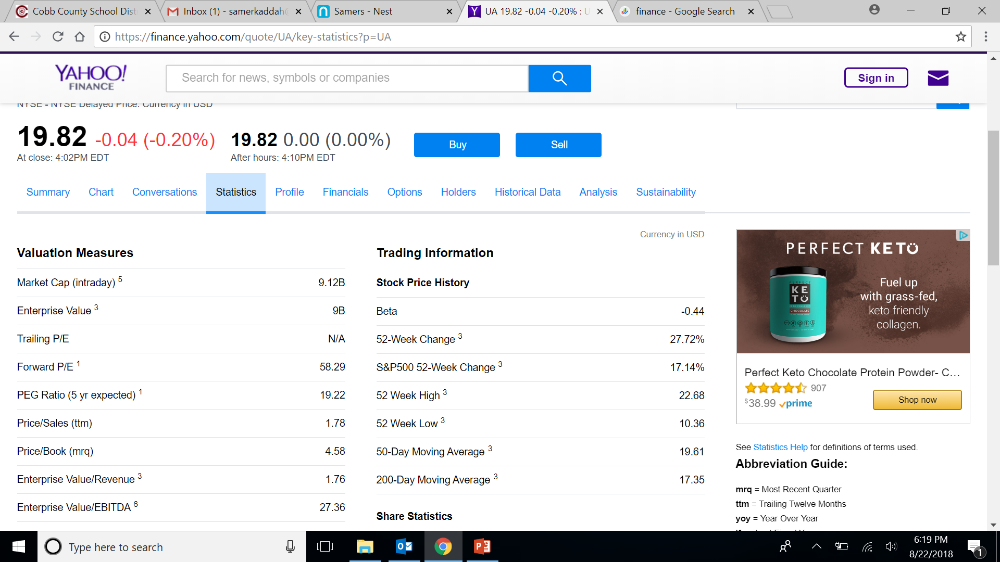 Cobb County School Dist
Inbox (1) - samerkaddah@
Samers - Nest
UA 19.82 -0.04 -0.20% : U
finance - Google Search
https://finance.yahoo.com/quote/UA/key-statistics?p=UA
YAHOO!
FINANCE
Search for news, symbols or companies
Sign in
NYSE - NYSE Delayed Price. Currency in USD
19.82 -0.04 (-0.20%)
At close: 4:02PM EDT
19.82 0.00 (0.00%)
After hours: 4:10PM EDT
Buy
Sell
Summary Chart Conversations Statistics Profile Financials Options Holders Historical Data Analysis Sustainability
Currency in USD
Valuation Measures
Market Cap (intraday) 5 9.12B
Enterprise Value 3 9B
Trailing P/E N/A
Forward P/E 1 58.29
PEG Ratio (5 yr expected) 1 19.22
Price/Sales (ttm) 1.78
Price/Book (mrq) 4.58
Enterprise Value/Revenue 3 1.76
Enterprise Value/EBITDA 6 27.36
Trading Information
Stock Price History
Beta -0.44
52-Week Change 3 27.72%
S&P500 52-Week Change 3 17.14%
52 Week High 3 22.68
52 Week Low 3 10.36
50-Day Moving Average 3 19.61
200-Day Moving Average 3 17.35
Share Statistics
PERFECT KETO
PERFECT
KE
TO
KETO COLLAGEN
CHOCOLATE
Fuel up
with grass-fed,
keto friendly
collagen.
Perfect Keto Chocolate Protein Powder- C...
907
$38.99 prime
Shop now
See Statistics Help for definitions of terms used.
Abbreviation Guide:
mrq = Most Recent Quarter
ttm = Trailing Twelve Months
yoy = Year Over Year
Type here to search
6:19 PM
8/22/2018
1